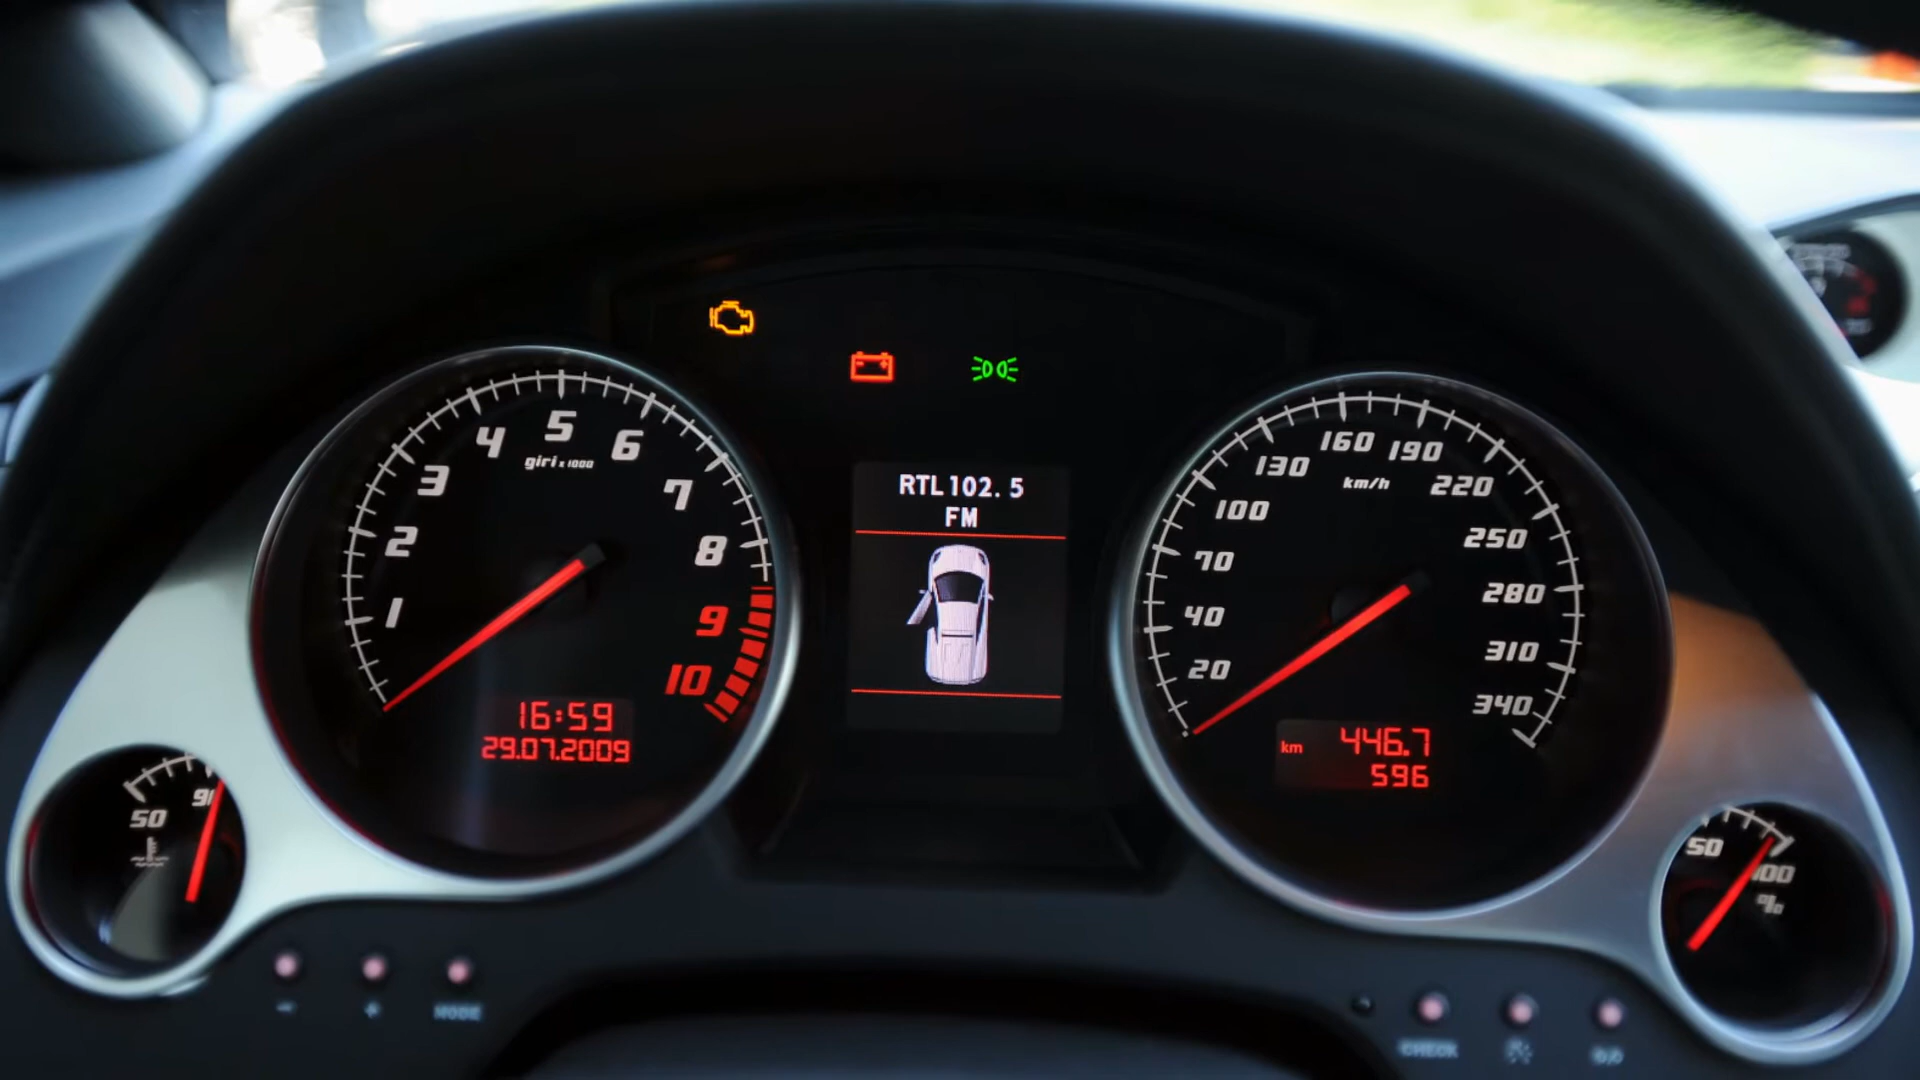 4 5 6
giri x 1000
3 7
2 8
1 9
10
16:59
29.07.2009
RTL 102. 5
FM
130 160 190
km/h
100 220
70 250
40 280
20 310
340
km 446.7
596
50 90
50 100
%
- + MODE
CHECK